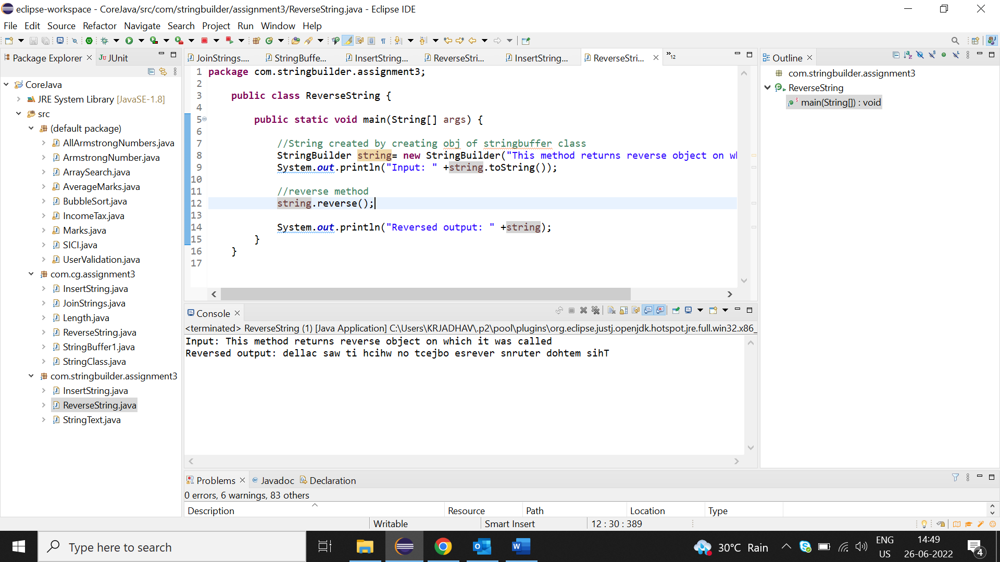 eclipse-workspace - CoreJava/src/com/stringbuilder/assignment3/ReverseString.java - Eclipse IDE
File Edit Source Refactor Navigate Search Project Run Window Help
Package Explorer
JUnit
CoreJava
JRE System Library [JavaSE-1.8]
src
(default package)
AllArmstrongNumbers.java
ArmstrongNumber.java
ArraySearch.java
AverageMarks.java
BubbleSort.java
IncomeTax.java
Marks.java
SICI.java
UserValidation.java
com.cg.assignment3
InsertString.java
JoinStrings.java
Length.java
ReverseString.java
StringBuffer1.java
StringClass.java
com.stringbuilder.assignment3
InsertString.java
ReverseString.java
StringText.java
JoinStrings.... StringBuffe... InsertString... ReverseStri... InsertString... ReverseStri... »12
1 package com.stringbuilder.assignment3;
2
3 public class ReverseString {
4
5 public static void main(String[] args) {
6
7 //String created by creating obj of stringbuffer class
8 StringBuilder string= new StringBuilder("This method returns reverse object on wh
9 System.out.println("Input: " +string.toString());
10
11 //reverse method
12 string.reverse();
13
14 System.out.println("Reversed output: " +string);
15 }
16 }
17
Console
<terminated> ReverseString (1) [Java Application] C:\Users\KRJADHAV\.p2\pool\plugins\org.eclipse.justj.openjdk.hotspot.jre.full.win32.x86_
Input: This method returns reverse object on which it was called
Reversed output: dellac saw ti hcihw no tcejbo esrever snruter dohtem sihT
Problems Javadoc Declaration
0 errors, 6 warnings, 83 others
Description Resource Path Location Type
Outline
com.stringbuilder.assignment3
ReverseString
main(String[]) : void
Writable Smart Insert 12 : 30 : 389
Type here to search
30°C Rain
ENG
US
14:49
26-06-2022
4